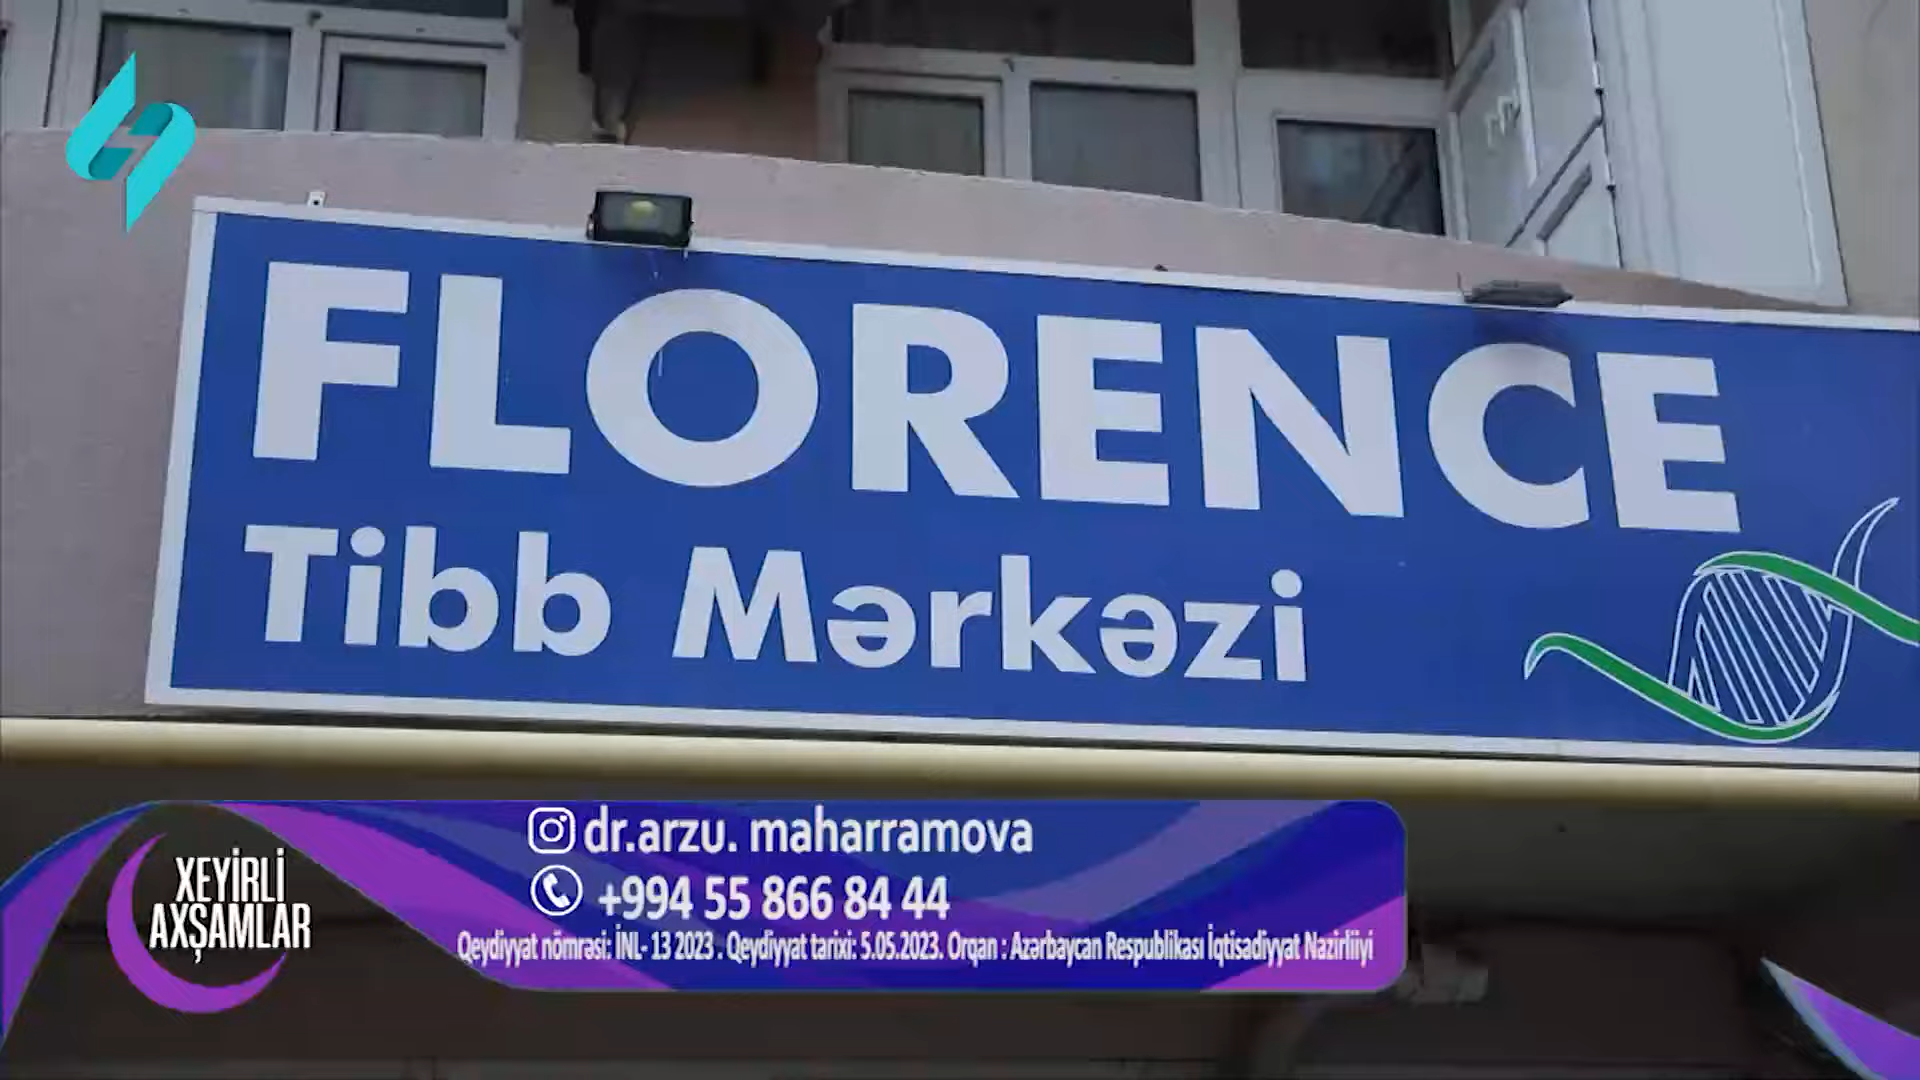 FLORENCE
Tibb Mərkəzi
dr.arzu. maharramova
+994 55 866 84 44
Qeydiyyat nömrəsi: İNL- 13 2023 . Qeydiyyat tarixi: 5.05.2023. Orqan : Azərbaycan Respublikası İqtisadiyyat Nazirliiyi
XEYİRLİ
AXŞAMLAR